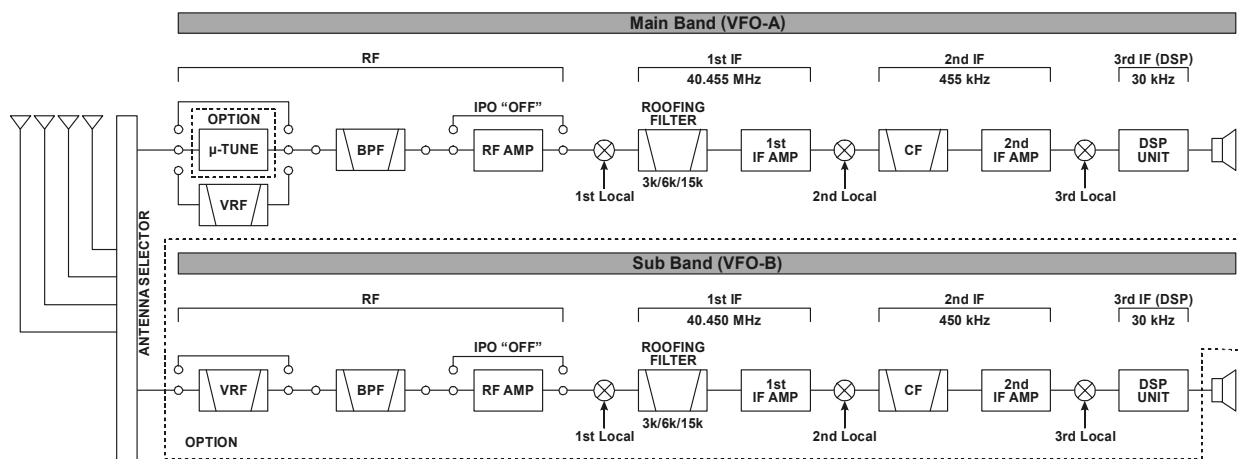 Main Band (VFO-A)
RF
1st IF
40.455 MHz
2nd IF
455 kHz
3rd IF (DSP)
30 kHz
OPTION
µ-TUNE
VRF
BPF
IPO “OFF”
RF AMP
1st Local
ROOFING
FILTER
3k/6k/15k
1st
IF AMP
2nd Local
CF
2nd
IF AMP
3rd Local
DSP
UNIT
ANTENNA SELECTOR
Sub Band (VFO-B)
RF
1st IF
40.450 MHz
2nd IF
450 kHz
3rd IF (DSP)
30 kHz
VRF
BPF
IPO “OFF”
RF AMP
1st Local
ROOFING
FILTER
3k/6k/15k
1st
IF AMP
2nd Local
CF
2nd
IF AMP
3rd Local
DSP
UNIT
OPTION